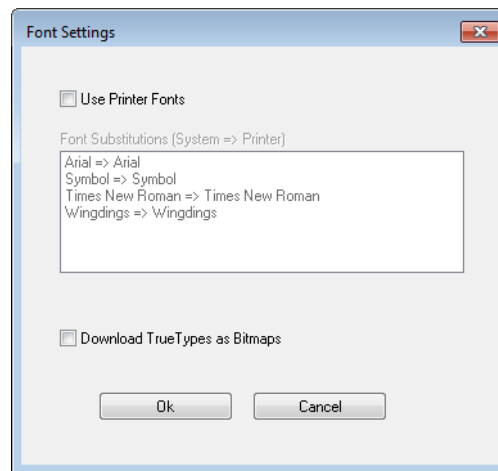 Font Settings
Use Printer Fonts
Font Substitutions (System => Printer)
Arial => Arial
Symbol => Symbol
Times New Roman => Times New Roman
Wingdings => Wingdings
Download TrueTypes as Bitmaps
Ok
Cancel